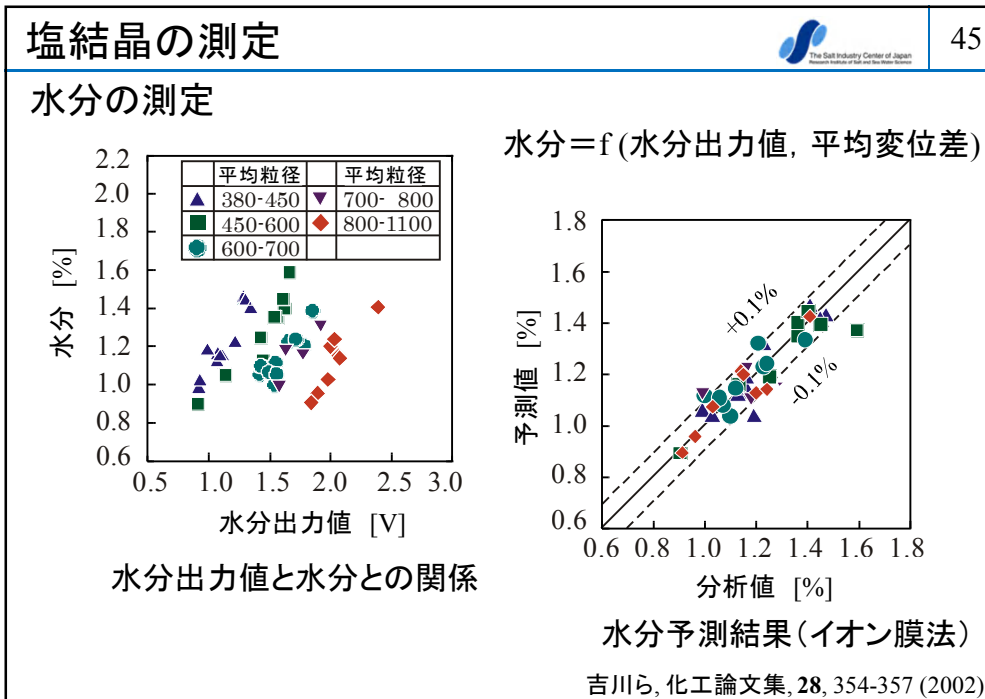 塩結晶の測定
The Salt Industry Center of Japan
Research Institute of Salt and Sea Water Science
45
水分の測定
水分＝f (水分出力値, 平均変位差)
2.2
2.0
1.8
1.6
1.4
1.2
1.0
0.8
0.6
水分 [%]
平均粒径 平均粒径
380-450 700- 800
450-600 800-1100
600-700
0.5 1.0 1.5 2.0 2.5 3.0
水分出力値 [V]
水分出力値と水分との関係
1.8
1.6
1.4
1.2
1.0
0.8
0.6
予測値 [%]
+0.1%
-0.1%
0.6 0.8 1.0 1.2 1.4 1.6 1.8
分析値 [%]
水分予測結果（イオン膜法）
吉川ら, 化工論文集, 28, 354-357 (2002)